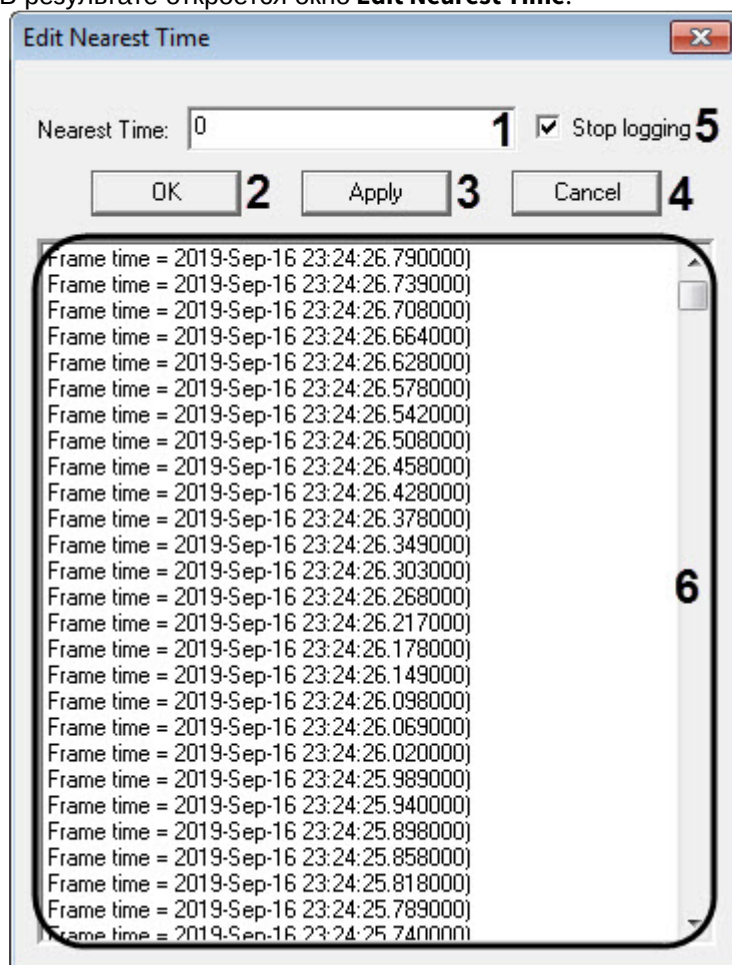 В результате откроется окно Edit Nearest Time.
Edit Nearest Time
Nearest Time: 0 1 Stop logging 5
OK 2 Apply 3 Cancel 4
Frame time = 2019-Sep-16 23:24:26.790000)
Frame time = 2019-Sep-16 23:24:26.739000)
Frame time = 2019-Sep-16 23:24:26.708000)
Frame time = 2019-Sep-16 23:24:26.664000)
Frame time = 2019-Sep-16 23:24:26.628000)
Frame time = 2019-Sep-16 23:24:26.578000)
Frame time = 2019-Sep-16 23:24:26.542000)
Frame time = 2019-Sep-16 23:24:26.508000)
Frame time = 2019-Sep-16 23:24:26.458000)
Frame time = 2019-Sep-16 23:24:26.428000)
Frame time = 2019-Sep-16 23:24:26.378000)
Frame time = 2019-Sep-16 23:24:26.349000)
Frame time = 2019-Sep-16 23:24:26.303000)
6
Frame time = 2019-Sep-16 23:24:26.268000)
Frame time = 2019-Sep-16 23:24:26.217000)
Frame time = 2019-Sep-16 23:24:26.178000)
Frame time = 2019-Sep-16 23:24:26.149000)
Frame time = 2019-Sep-16 23:24:26.098000)
Frame time = 2019-Sep-16 23:24:26.069000)
Frame time = 2019-Sep-16 23:24:26.020000)
Frame time = 2019-Sep-16 23:24:25.989000)
Frame time = 2019-Sep-16 23:24:25.940000)
Frame time = 2019-Sep-16 23:24:25.898000)
Frame time = 2019-Sep-16 23:24:25.858000)
Frame time = 2019-Sep-16 23:24:25.818000)
Frame time = 2019-Sep-16 23:24:25.789000)
Frame time = 2019-Sep-16 23:24:25.740000)